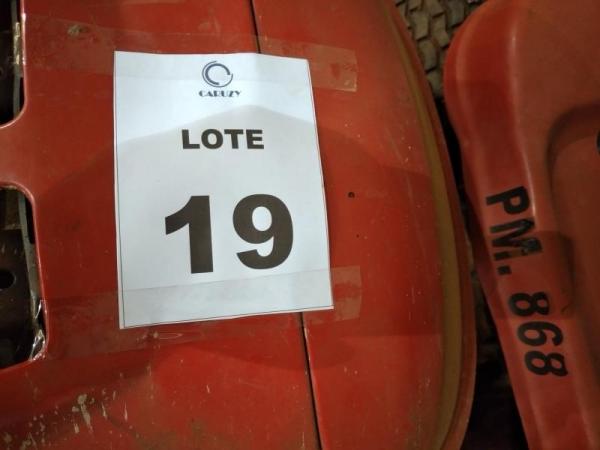 CARUZY
LOTE
19
PM. 868